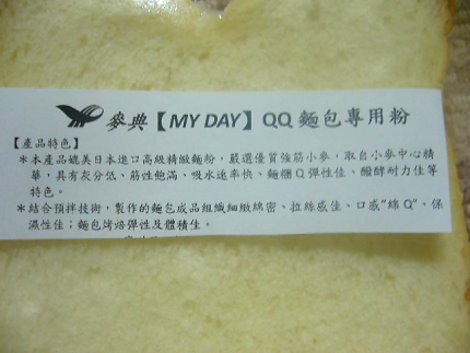 麥典【MY DAY】QQ 麵包專用粉
【產品特色】
＊本產品媲美日本進口高級精緻麵粉，嚴選優質強筋小麥，取自小麥中心精
華，具有灰分低、筋性飽滿、吸水速率快、麵糰Q彈性佳、醱酵耐力佳等
特色。
＊結合預拌技術，製作的麵包成品組織細緻綿密、拉絲感佳、口感"綿 Q"、保
濕性佳；麵包烤焙彈性及體積佳。